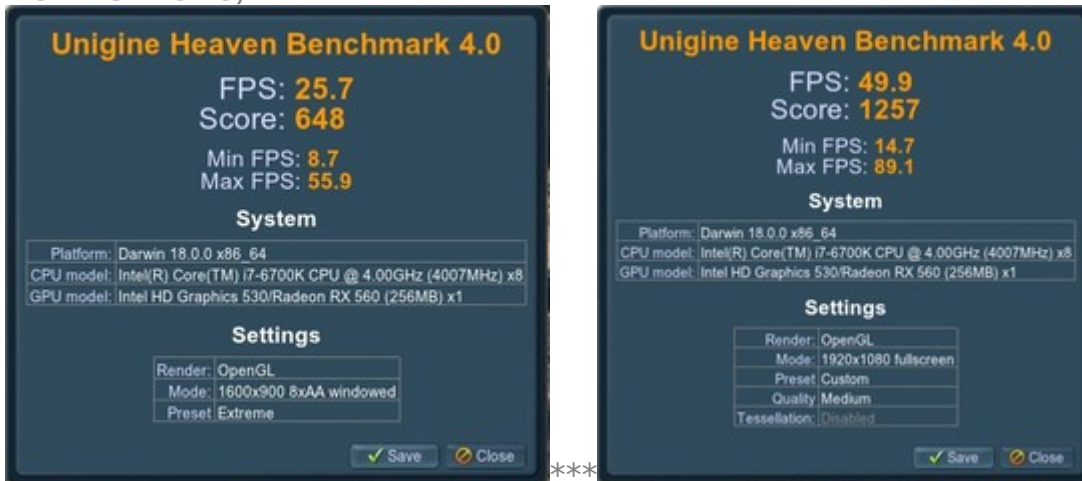 Unigine Heaven Benchmark 4.0
FPS: 25.7
Score: 648
Min FPS: 8.7
Max FPS: 55.9
System
Platform: Darwin 18.0.0 x86_64
CPU model: Intel(R) Core(TM) i7-6700K CPU @ 4.00GHz (4007MHz) x8
GPU model: Intel HD Graphics 530/Radeon RX 560 (256MB) x1
Settings
Render: OpenGL
Mode: 1600x900 8xAA windowed
Preset Extreme
Save Close
***
Unigine Heaven Benchmark 4.0
FPS: 49.9
Score: 1257
Min FPS: 14.7
Max FPS: 89.1
System
Platform: Darwin 18.0.0 x86_64
CPU model: Intel(R) Core(TM) i7-6700K CPU @ 4.00GHz (4007MHz) x8
GPU model: Intel HD Graphics 530/Radeon RX 560 (256MB) x1
Settings
Render: OpenGL
Mode: 1920x1080 fullscreen
Preset Custom
Quality Medium
Tessellation: Disabled
Save Close